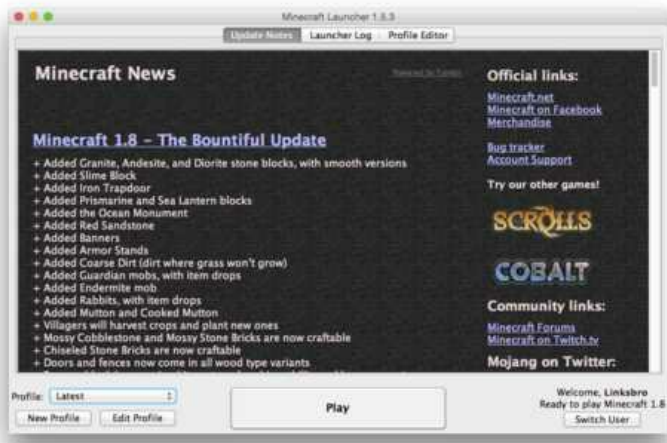 Minecraft Launcher 1.5.3
Update Notes
Launcher Log
Profile Editor
Minecraft News
Powered by Tumblr
Minecraft 1.8 – The Bountiful Update
+ Added Granite, Andesite, and Diorite stone blocks, with smooth versions
+ Added Slime Block
+ Added Iron Trapdoor
+ Added Prismarine and Sea Lantern blocks
+ Added the Ocean Monument
+ Added Red Sandstone
+ Added Banners
+ Added Armor Stands
+ Added Coarse Dirt (dirt where grass won't grow)
+ Added Guardian mobs, with item drops
+ Added Endermite mob
+ Added Rabbits, with item drops
+ Added Mutton and Cooked Mutton
+ Villagers will harvest crops and plant new ones
+ Mossy Cobblestone and Mossy Stone Bricks are now craftable
+ Chiseled Stone Bricks are now craftable
+ Doors and fences now come in all wood type variants
Official links:
Minecraft.net
Minecraft on Facebook
Merchandise
Bug tracker
Account Support
Try our other games!
SCROLLS
COBALT
Community links:
Minecraft Forums
Minecraft on Twitch.tv
Mojang on Twitter:
Profile: Latest
New Profile
Edit Profile
Play
Welcome, Linksbro
Ready to play Minecraft 1.8
Switch User